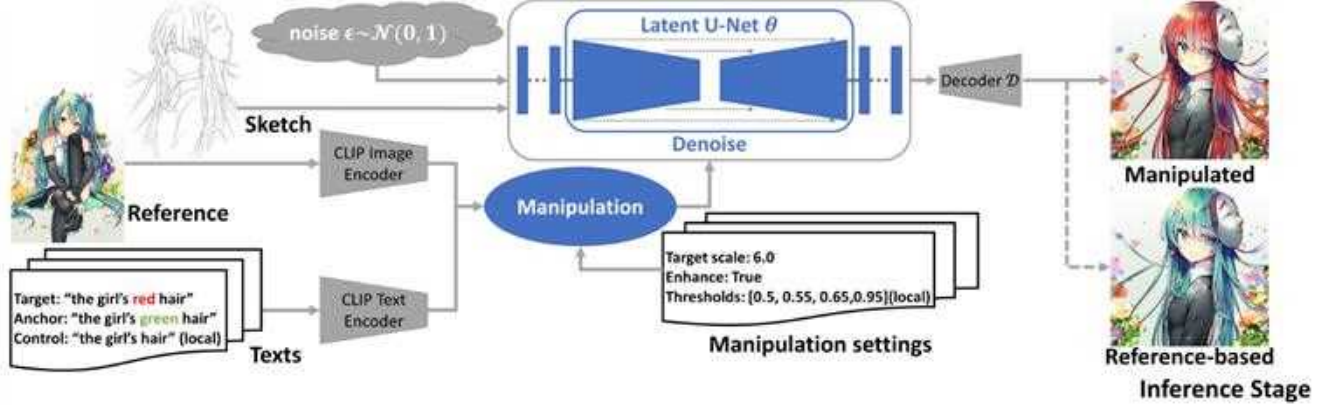 noise ϵ~𝒩(0, 1)
Latent U-Net θ
Sketch
Denoise
Decoder 𝒟
CLIP Image
Encoder
Reference
Manipulation
Manipulated
Target: "the girl's red hair"
Anchor: "the girl's green hair"
Control: "the girl's hair" (local)
Texts
CLIP Text
Encoder
Target scale: 6.0
Enhance: True
Thresholds: [0.5, 0.55, 0.65,0.95](local)
Manipulation settings
Reference-based
Inference Stage